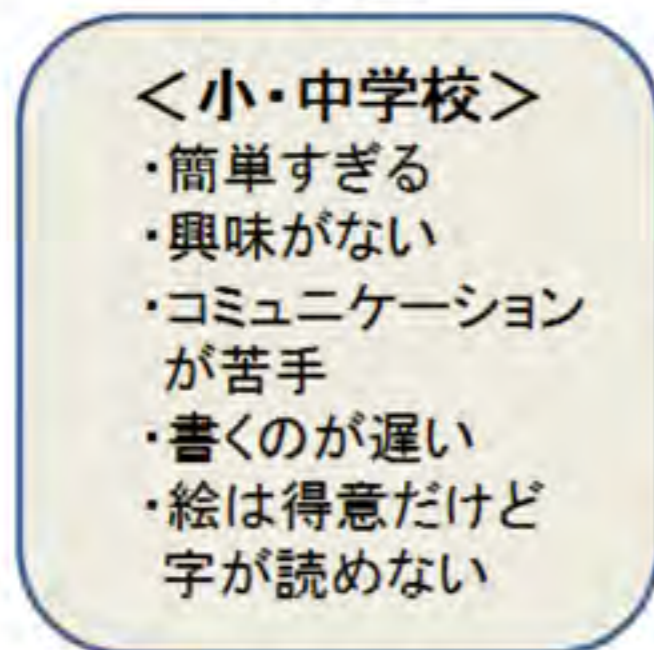 ＜小・中学校＞
・簡単すぎる
・興味がない
・コミュニケーション
が苦手
・書くのが遅い
・絵は得意だけど
字が読めない